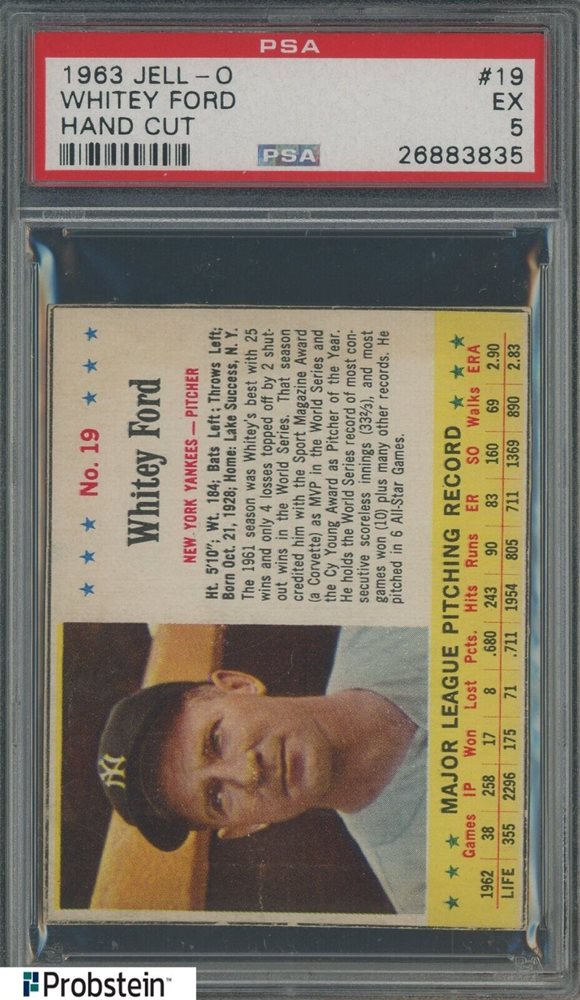 PSA
1963 JELL-O #19
WHITEY FORD EX
HAND CUT 5
PSA 26883835
★ ★ ★ No. 19 ★ ★ ★ ★
Whitey Ford
NEW YORK YANKEES — PITCHER
Ht. 5'10"; Wt. 184; Bats Left; Throws Left;
Born Oct. 21, 1928; Home: Lake Success, N. Y.
The 1961 season was Whitey's best with 25
wins and only 4 losses topped off by 2 shut-
out wins in the World Series. That season
credited him with the Sport Magazine Award
(a Corvette) as MVP in the World Series and
the Cy Young Award as Pitcher of the Year.
He holds the World Series record of most con-
secutive scoreless innings (33⅔), and most
games won (10) plus many other records. He
pitched in 6 All-Star Games.
NY
★ ★ ★ MAJOR LEAGUE PITCHING RECORD ★ ★ ★
Games IP Won Lost Pcts. Hits Runs ER SO Walks ERA
1962 38 258 17 8 .680 243 90 83 160 69 2.90
LIFE 355 2296 175 71 .711 1954 805 711 1369 890 2.83
Probstein™